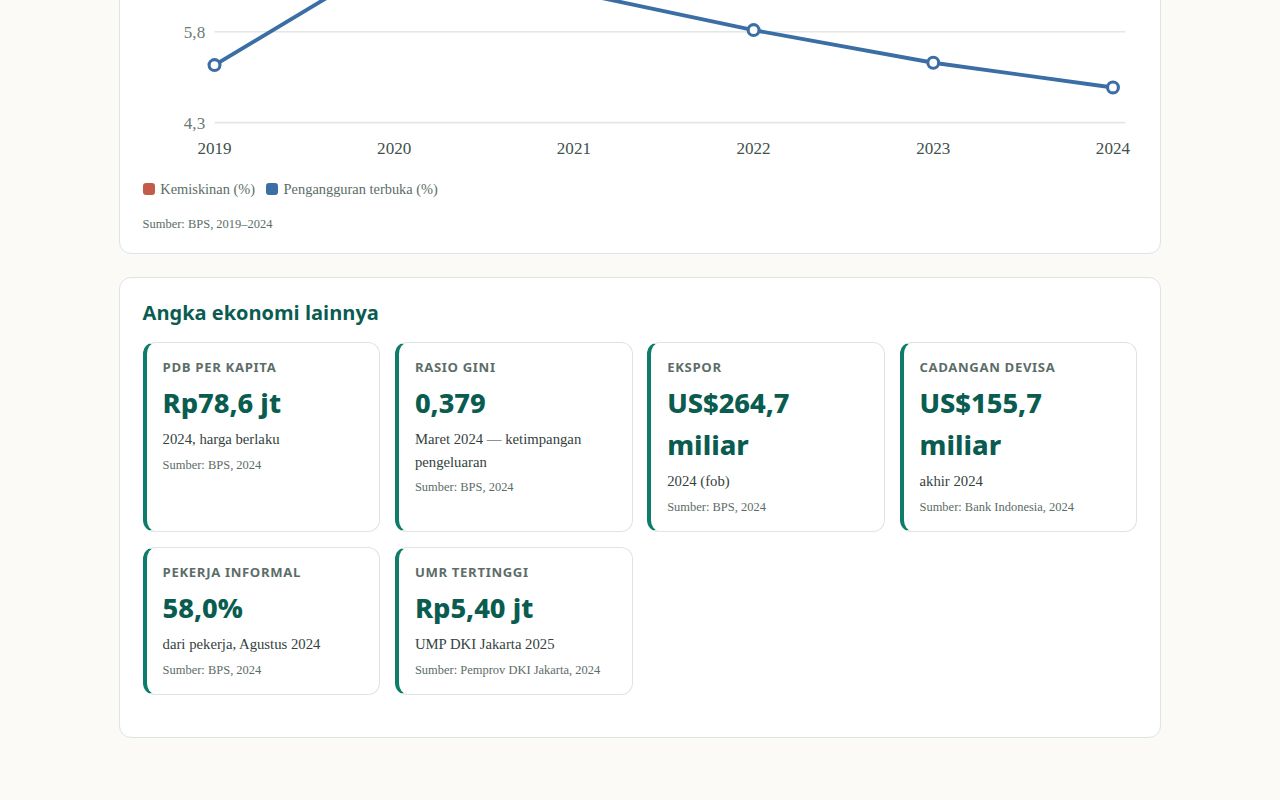 5,8
4,3
2019 2020 2021 2022 2023 2024
Kemiskinan (%) Pengangguran terbuka (%)
Sumber: BPS, 2019–2024
Angka ekonomi lainnya
PDB PER KAPITA
Rp78,6 jt
2024, harga berlaku
Sumber: BPS, 2024
RASIO GINI
0,379
Maret 2024 — ketimpangan
pengeluaran
Sumber: BPS, 2024
EKSPOR
US$264,7
miliar
2024 (fob)
Sumber: BPS, 2024
CADANGAN DEVISA
US$155,7
miliar
akhir 2024
Sumber: Bank Indonesia, 2024
PEKERJA INFORMAL
58,0%
dari pekerja, Agustus 2024
Sumber: BPS, 2024
UMR TERTINGGI
Rp5,40 jt
UMP DKI Jakarta 2025
Sumber: Pemprov DKI Jakarta, 2024